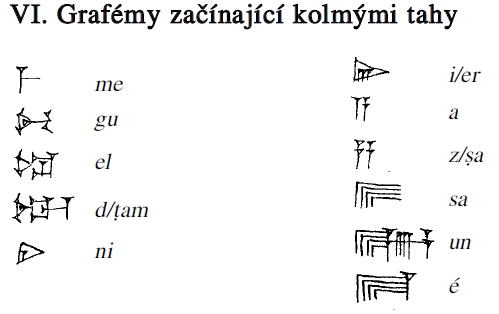 VI. Grafémy začínající kolmými tahy
me
gu
el
d/ṭam
ni
i/er
a
z/ṣa
sa
un
é